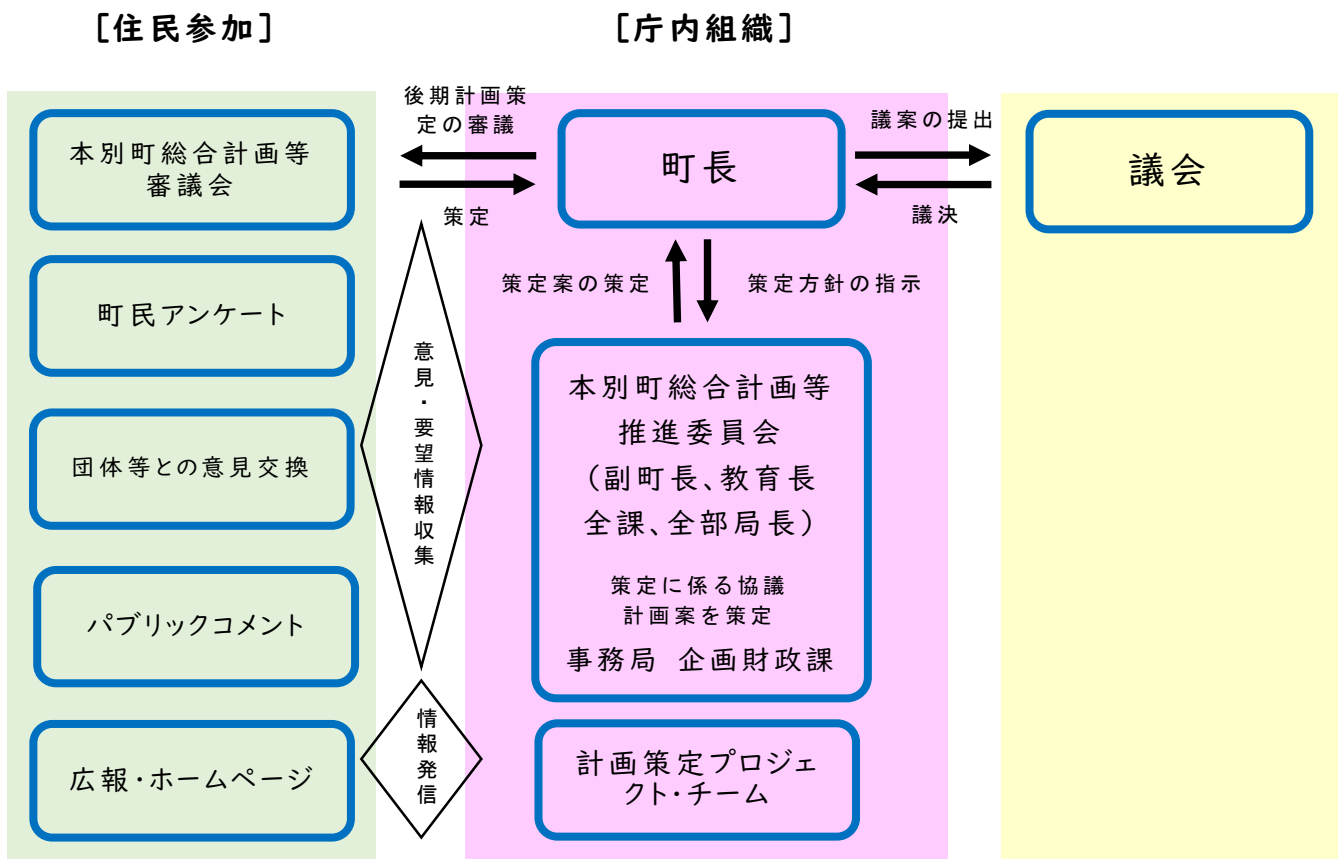 [住民参加]
[庁内組織]
本別町総合計画等
審議会
後期計画策
定の審議
策定
町長
議案の提出
議決
議会
町民アンケート
策定案の策定
策定方針の指示
団体等との意見交換
意見・要望情報収集
本別町総合計画等
推進委員会
(副町長、教育長
全課、全部局長)
策定に係る協議
計画案を策定
事務局 企画財政課
パブリックコメント
広報・ホームページ
情報発信
計画策定プロジェ
クト・チーム